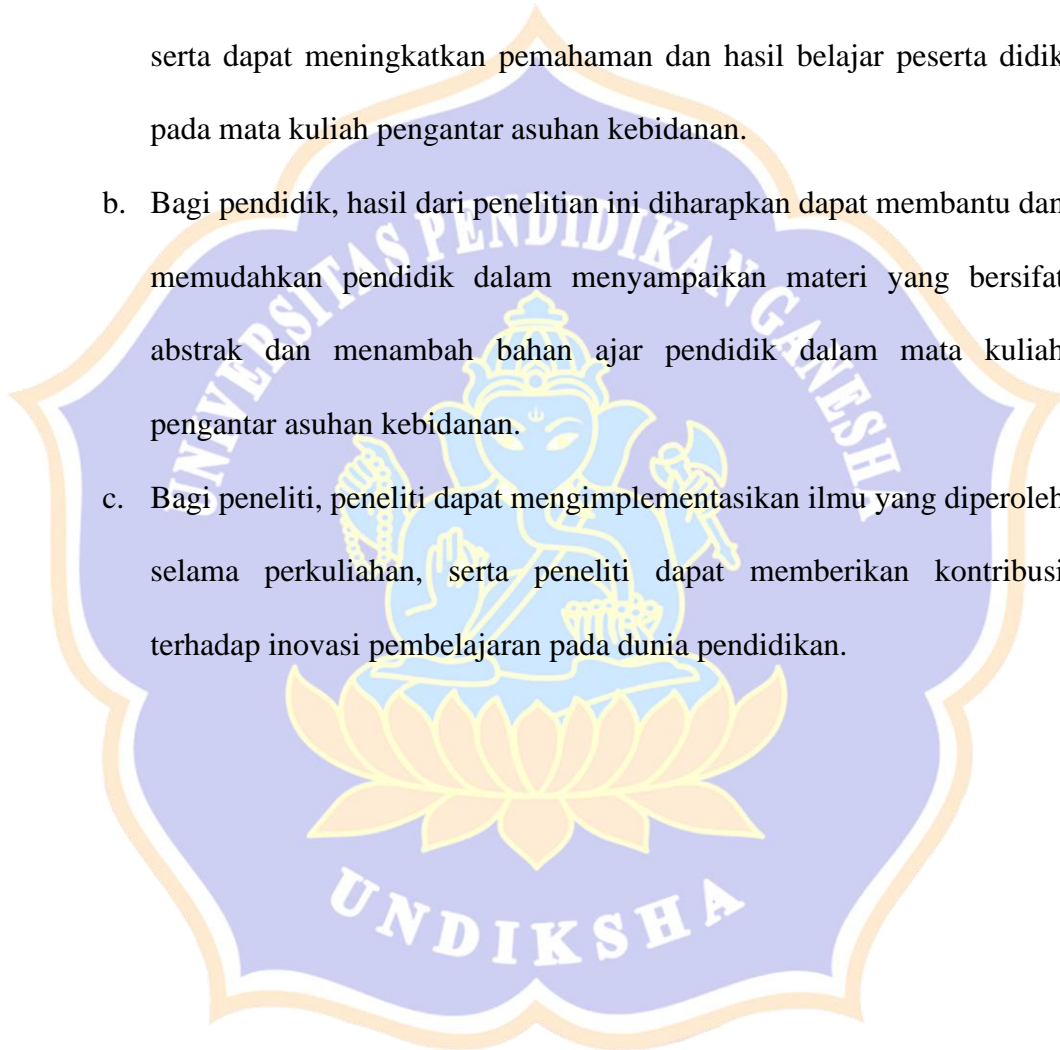 serta dapat meningkatkan pemahaman dan hasil belajar peserta didik
pada mata kuliah pengantar asuhan kebidanan.
b. Bagi pendidik, hasil dari penelitian ini diharapkan dapat membantu dan
memudahkan pendidik dalam menyampaikan materi yang bersifat
abstrak dan menambah bahan ajar pendidik dalam mata kuliah
pengantar asuhan kebidanan.
c. Bagi peneliti, peneliti dapat mengimplementasikan ilmu yang diperoleh
selama perkuliahan, serta peneliti dapat memberikan kontribusi
terhadap inovasi pembelajaran pada dunia pendidikan.
UNIVERSITAS PENDIDIKAN GANESHA
UNDIKSHA